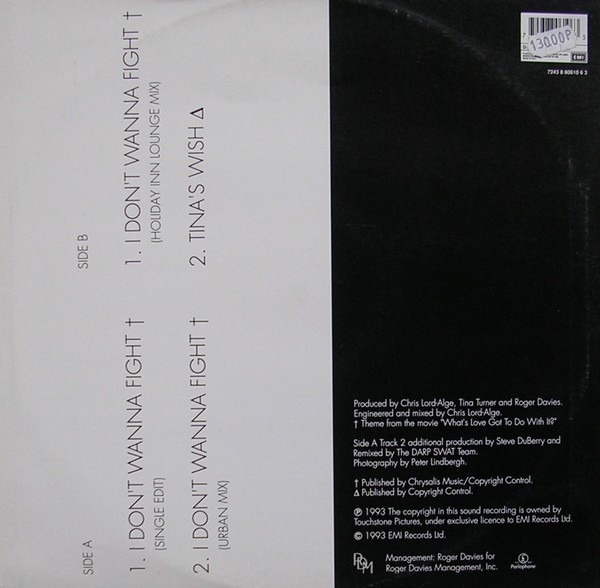 SIDE A
1. I DON'T WANNA FIGHT †
(SINGLE EDIT)
2. I DON'T WANNA FIGHT †
(URBAN MIX)
SIDE B
1. I DON'T WANNA FIGHT †
(HOLIDAY INN LOUNGE MIX)
2. TINA'S WISH Δ
13000P
EMI
7243 8 80610 6 3
Produced by Chris Lord-Alge, Tina Turner and Roger Davies.
Engineered and mixed by Chris Lord-Alge.
† Theme from the movie "What's Love Got To Do With It?"
Side A Track 2 additional production by Steve DuBerry and
Remixed by The DARP SWAT Team.
Photography by Peter Lindbergh.
† Published by Chrysalis Music/Copyright Control.
Δ Published by Copyright Control.
℗ 1993 The copyright in this sound recording is owned by
Touchstone Pictures, under exclusive licence to EMI Records Ltd.
© 1993 EMI Records Ltd.
RDM
Management: Roger Davies for
Roger Davies Management, Inc.
Parlophone